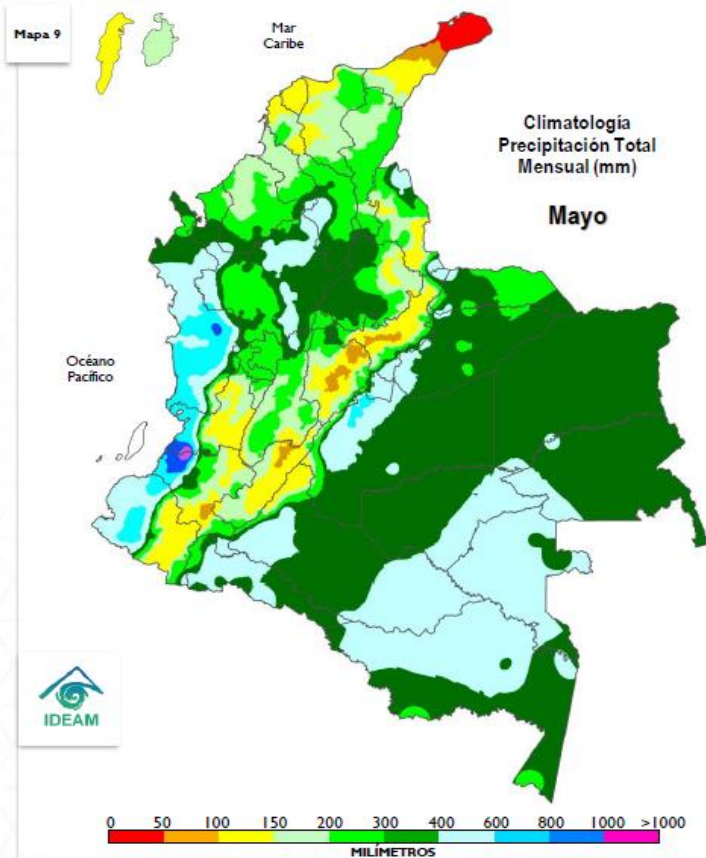 Mapa 9
Mar
Caribe
Climatología
Precipitación Total
Mensual (mm)
Mayo
Océano
Pacífico
IDEAM
0 50 100 150 200 300 400 600 800 1000 >1000
MILÍMETROS